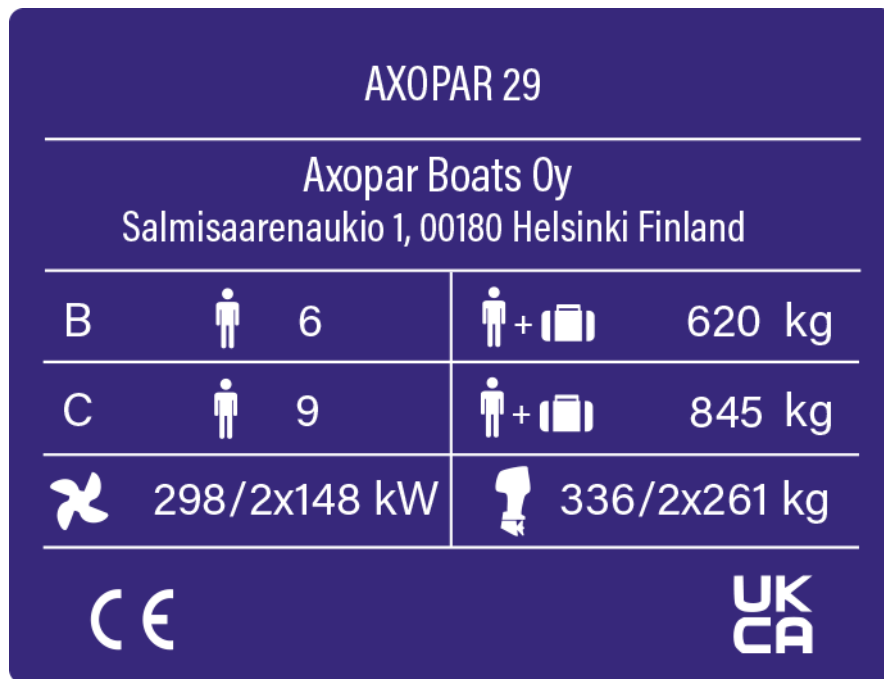 AXOPAR 29
Axopar Boats Oy
Salmisaarenaukio 1, 00180 Helsinki Finland
B 6 + 620 kg
C 9 + 845 kg
298/2x148 kW 336/2x261 kg
CE
UK
CA